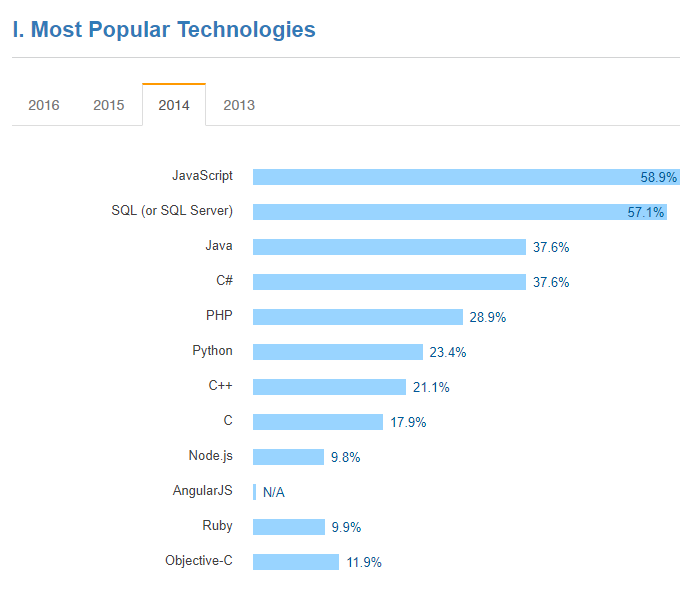 I. Most Popular Technologies
2016 2015 2014 2013
JavaScript 58.9%
SQL (or SQL Server) 57.1%
Java 37.6%
C# 37.6%
PHP 28.9%
Python 23.4%
C++ 21.1%
C 17.9%
Node.js 9.8%
AngularJS N/A
Ruby 9.9%
Objective-C 11.9%